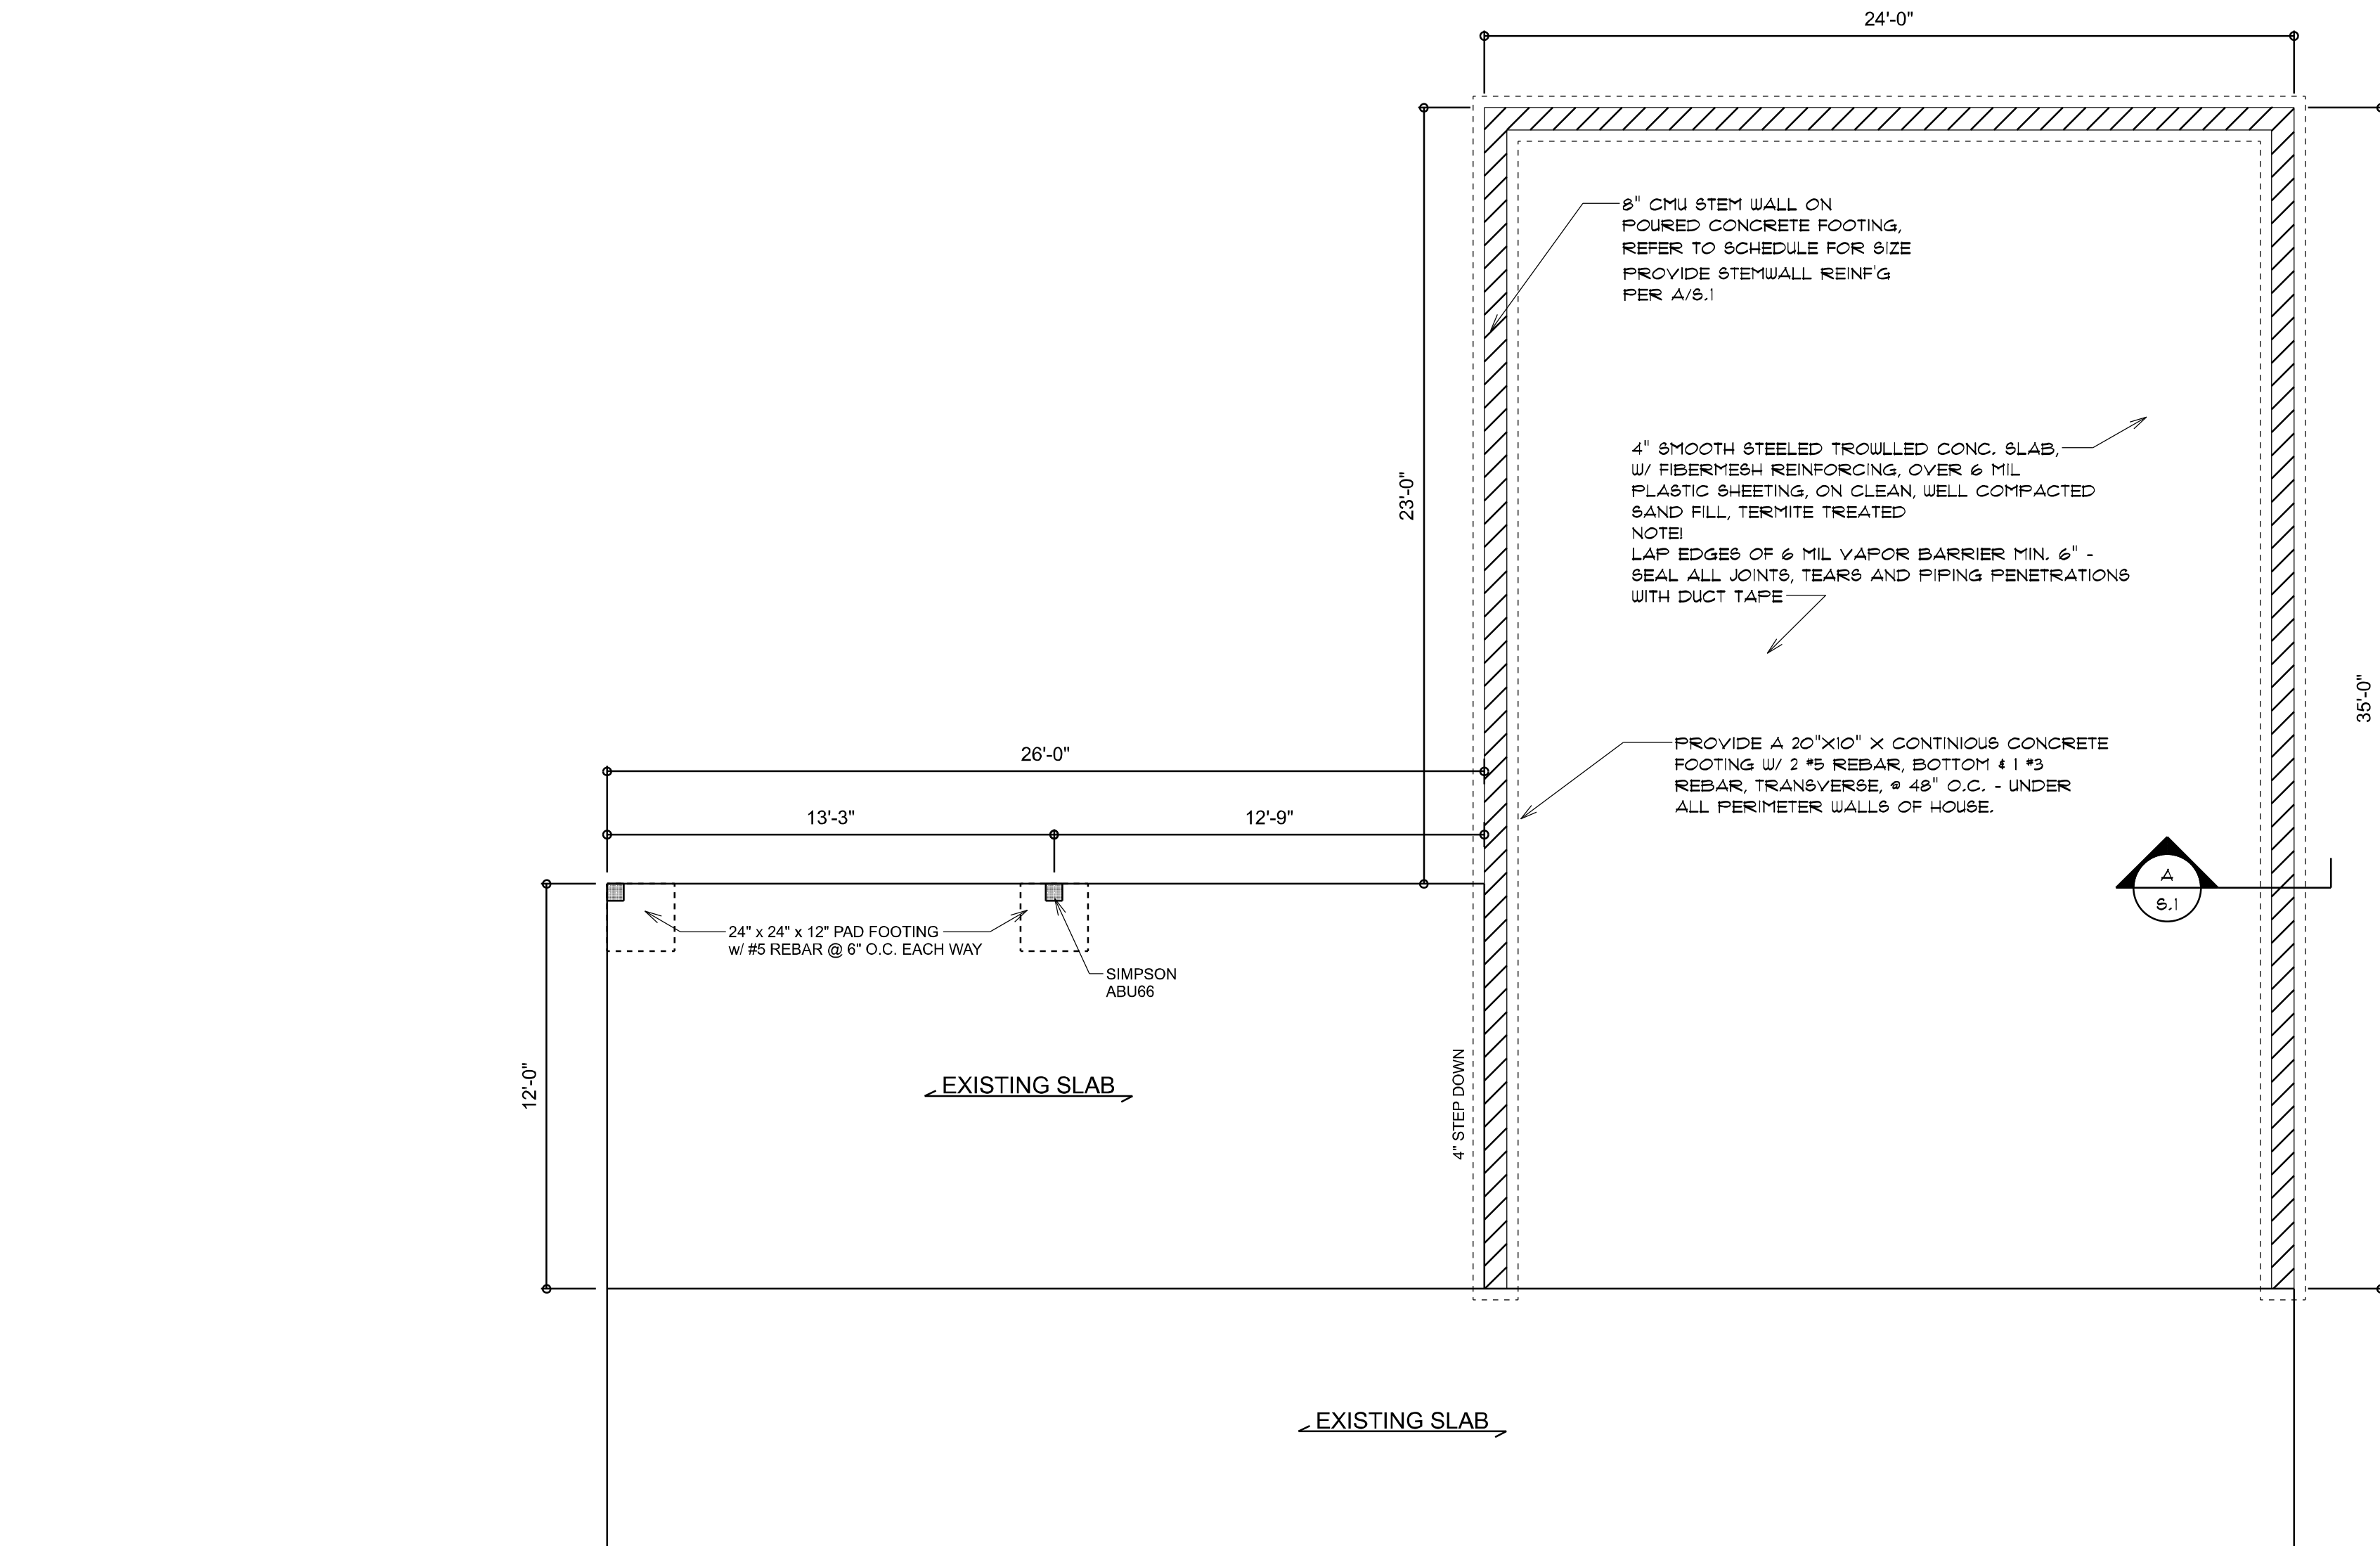 24'-0"
8" CMU STEM WALL ON
POURED CONCRETE FOOTING,
REFER TO SCHEDULE FOR SIZE
PROVIDE STEMWALL REINF'G
PER A/S.1
23'-0"
4" SMOOTH STEELED TROWLLED CONC. SLAB,
W/ FIBERMESH REINFORCING, OVER 6 MIL
PLASTIC SHEETING, ON CLEAN, WELL COMPACTED
SAND FILL, TERMITE TREATED
NOTE!
LAP EDGES OF 6 MIL VAPOR BARRIER MIN. 6" -
SEAL ALL JOINTS, TEARS AND PIPING PENETRATIONS
WITH DUCT TAPE
35'-0"
PROVIDE A 20"X10" X CONTINIOUS CONCRETE
FOOTING W/ 2 #5 REBAR, BOTTOM & 1 #3
REBAR, TRANSVERSE, @ 48" O.C. - UNDER
ALL PERIMETER WALLS OF HOUSE.
26'-0"
13'-3"
12'-9"
A
S.1
24" x 24" x 12" PAD FOOTING
w/ #5 REBAR @ 6" O.C. EACH WAY
SIMPSON
ABU66
12'-0"
EXISTING SLAB
4" STEP DOWN
EXISTING SLAB